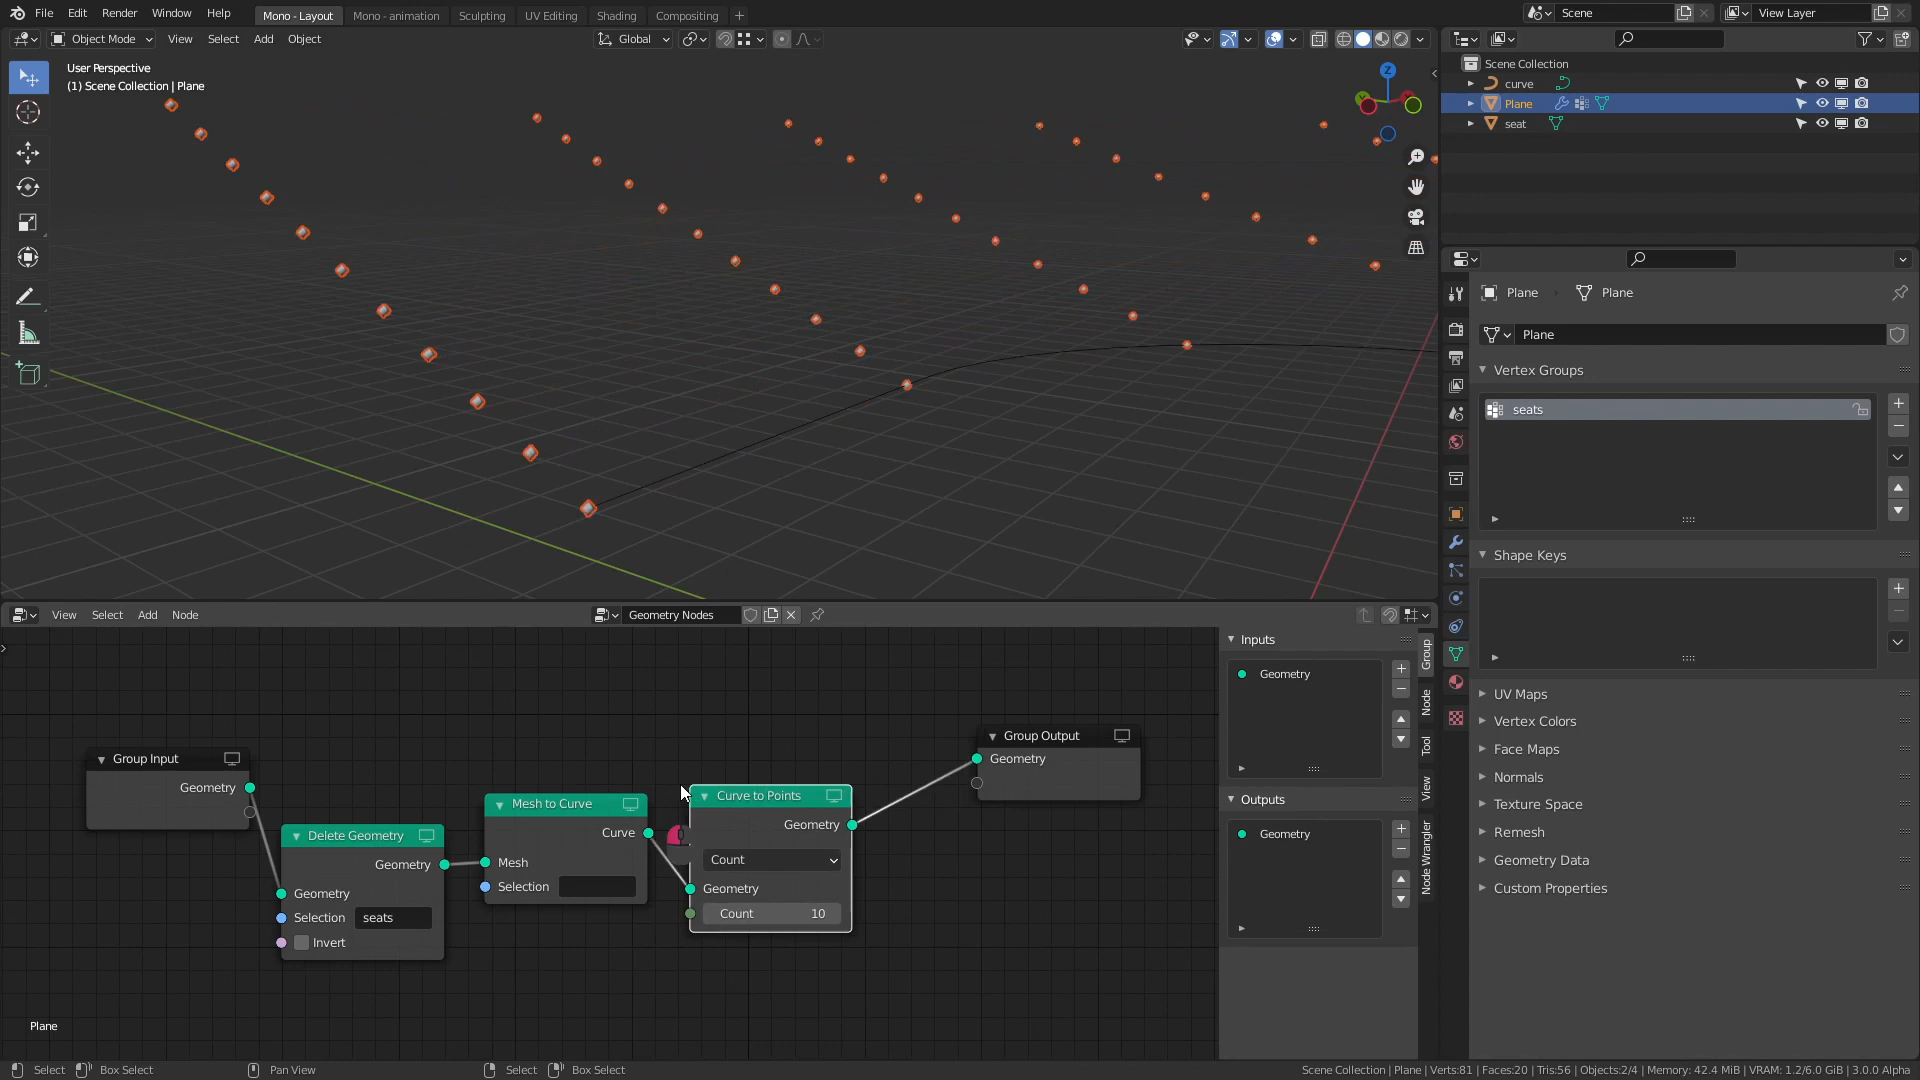 File Edit Render Window Help Mono - Layout Mono - animation Sculpting UV Editing Shading Compositing + Scene View Layer
Object Mode View Select Add Object Global
User Perspective
(1) Scene Collection | Plane
Z
Scene Collection
curve
Plane
seat
Plane Plane
Plane
Vertex Groups
seats
Shape Keys
UV Maps
Vertex Colors
Face Maps
Normals
Texture Space
Remesh
Geometry Data
Custom Properties
View Select Add Node Geometry Nodes
Group Input
Geometry
Delete Geometry
Geometry
Geometry
Selection seats
Invert
Mesh to Curve
Curve
Mesh
Selection
Curve to Points
Geometry
Count
Geometry
Count 10
Group Output
Geometry
Inputs
Geometry
Outputs
Geometry
Group
Node
Tool
View
Node Wrangler
Plane
Select Box Select Pan View Select Box Select Scene Collection | Plane | Verts:81 | Faces:20 | Tris:56 | Objects:2/4 | Memory: 42.4 MiB | VRAM: 1.2/6.0 GiB | 3.0.0 Alpha